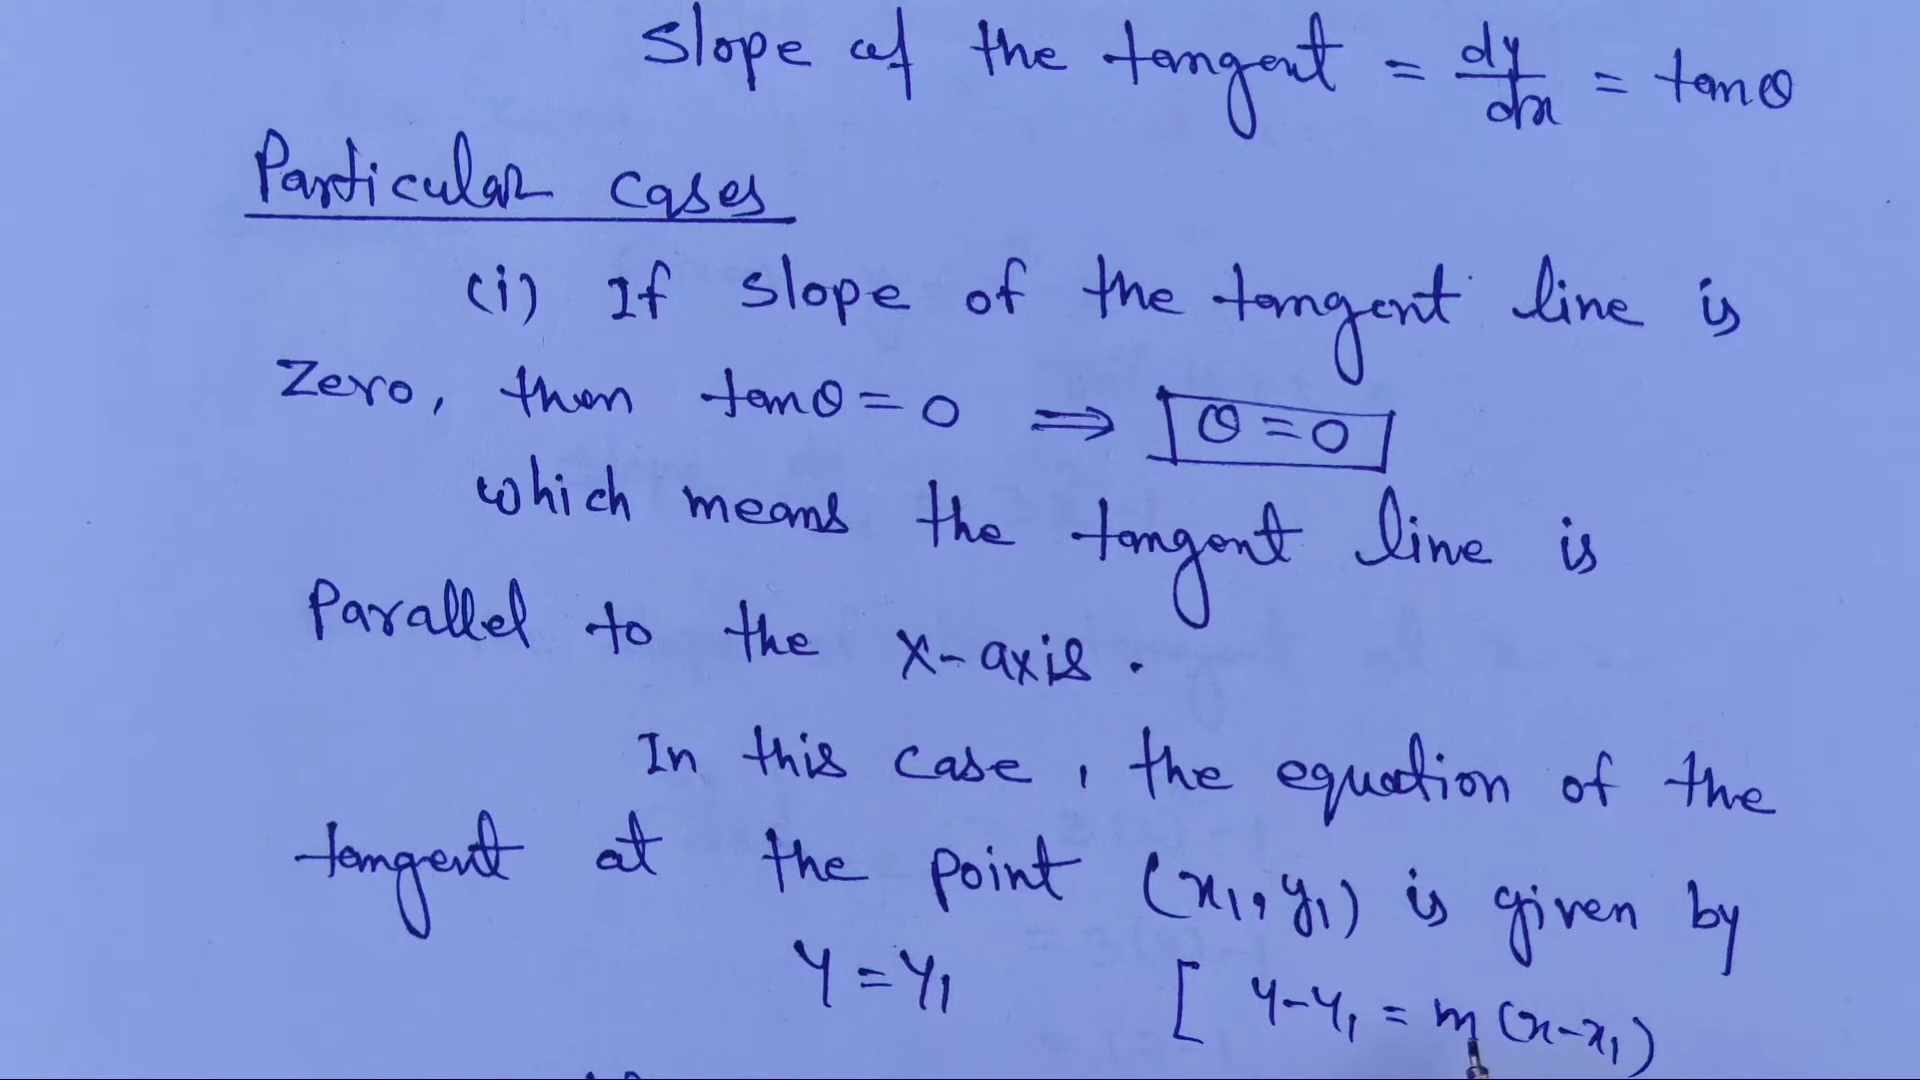 Slope of the tangent = dy/dx = tanθ
Particular cases
(i) If slope of the tangent line is
Zero, then tanθ = 0 ⇒ θ = 0
which means the tangent line is
Parallel to the x-axis.
In this case, the equation of the
tangent at the point (x₁, y₁) is given by
y = y₁ [ y-y₁ = m(x-x₁)